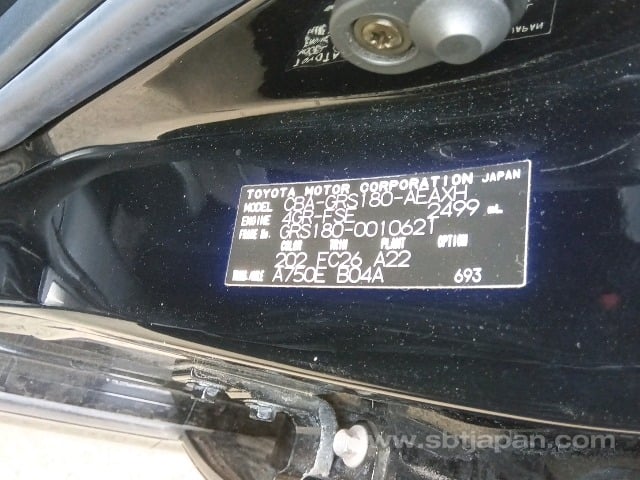 TOYOTA MOTOR CORPORATION JAPAN
MODEL CBA-GRS180-AEAXH
ENGINE 4GR-FSE 2499 mL
FRAME No. GRS180-0010621
COLOR TRIM PLANT OPTION
202 FC26 A22
TRANS./AXLE A750E B04A 693
www.sbtjapan.com